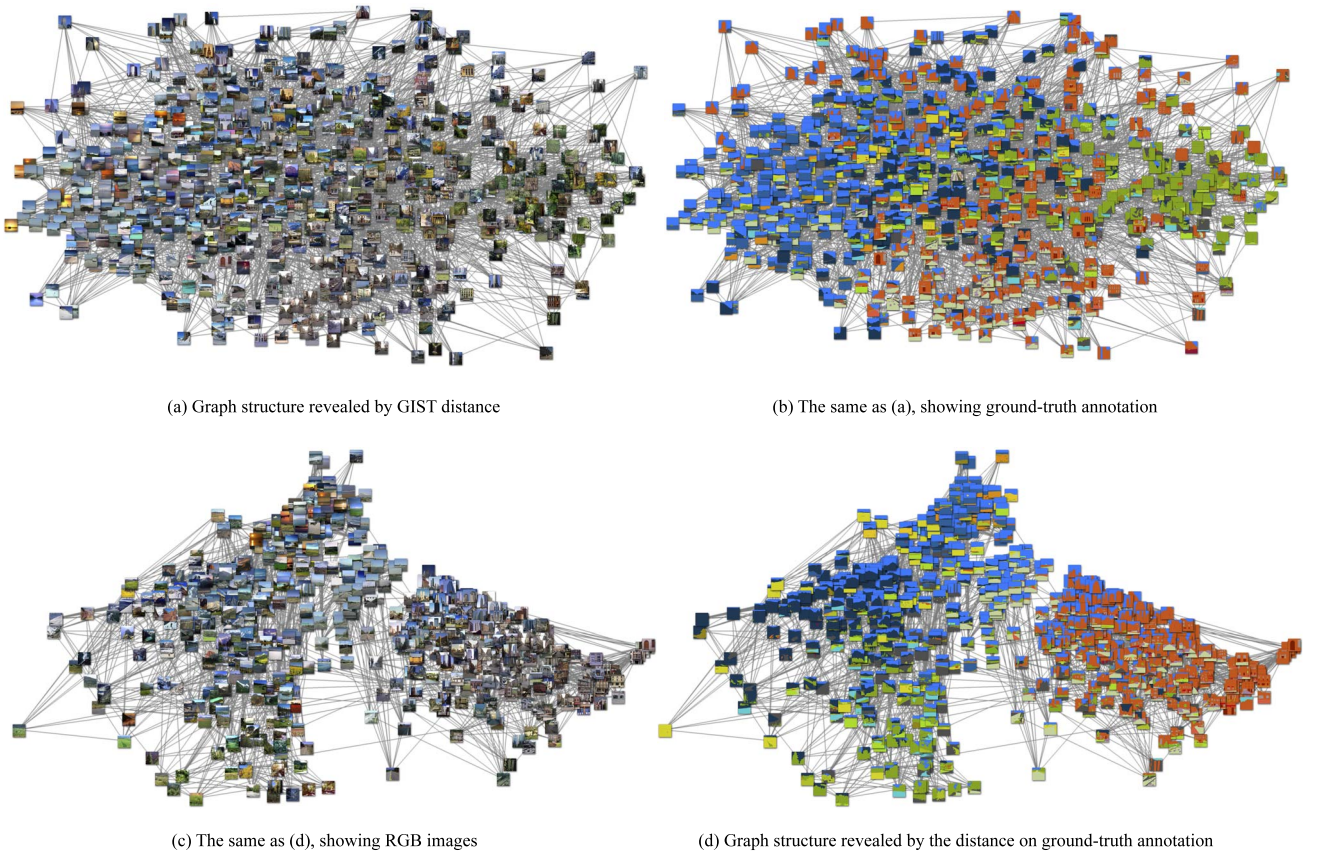 (a) Graph structure revealed by GIST distance
(b) The same as (a), showing ground-truth annotation
(c) The same as (d), showing RGB images
(d) Graph structure revealed by the distance on ground-truth annotation